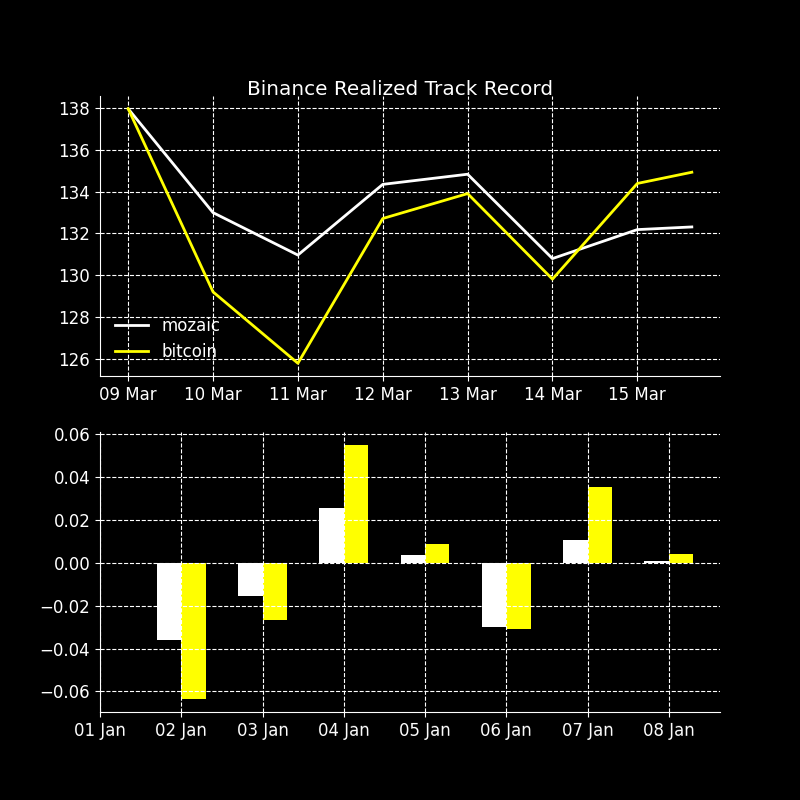 Binance Realized Track Record
138
136
134
132
130
128
126
mozaic
bitcoin
09 Mar 10 Mar 11 Mar 12 Mar 13 Mar 14 Mar 15 Mar
0.06
0.04
0.02
0.00
−0.02
−0.04
−0.06
01 Jan 02 Jan 03 Jan 04 Jan 05 Jan 06 Jan 07 Jan 08 Jan